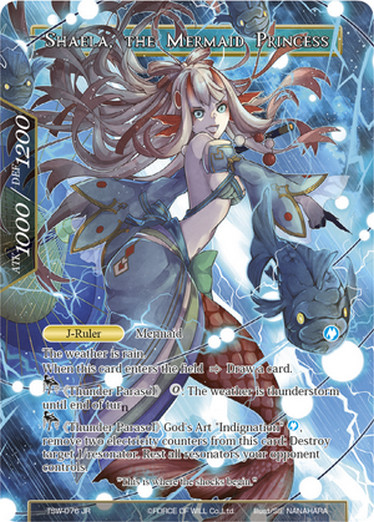 Shaela, the Mermaid Princess
ATK 1000 / DEF 1200
J-Ruler Mermaid
The weather is rain.
When this card enters the field ⇒ Draw a card.
(Thunder Parasol) : The weather is thunderstorm
until end of turn.
(Thunder Parasol) God's Art "Indignation" ,
remove two electricity counters from this card: Destroy
target J/resonator. Rest all resonators your opponent
controls.
"This is where the shocks begin."
TSW-076 JR ©FORCE OF WILL Co.,Ltd. Illust/Siz NANAHARA